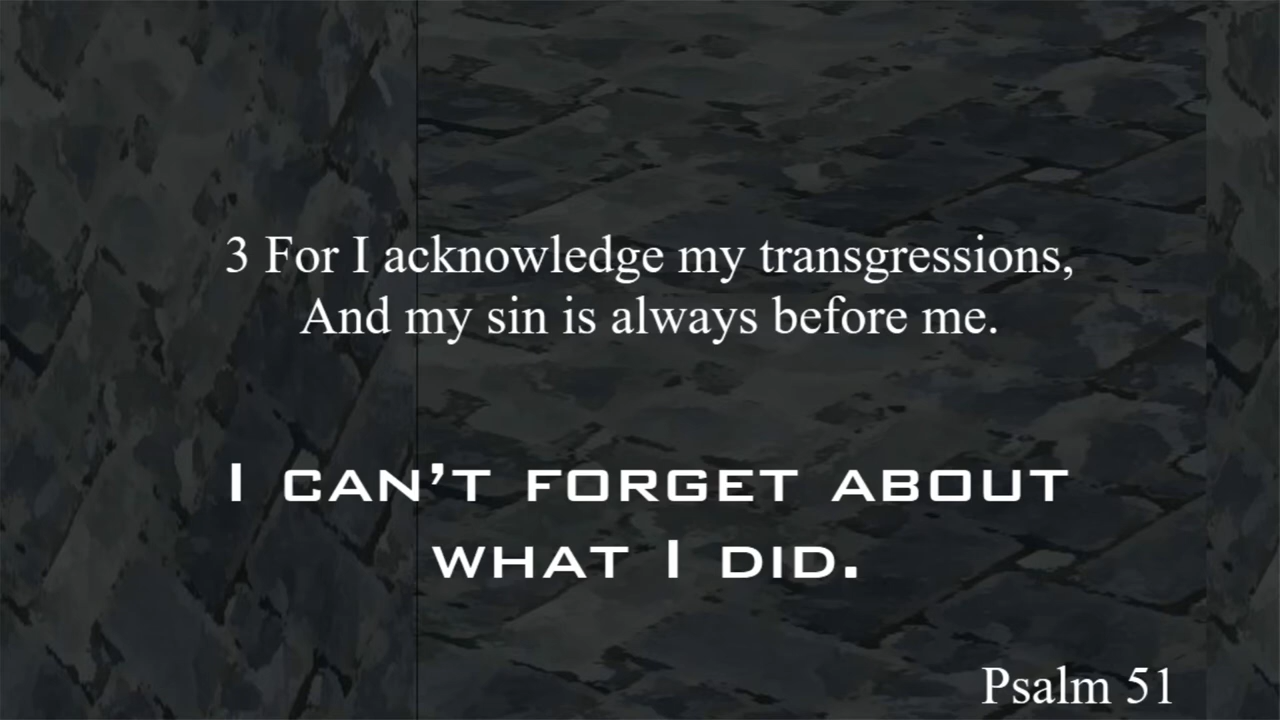 3 For I acknowledge my transgressions,
And my sin is always before me.
I CAN’T FORGET ABOUT
WHAT I DID.
Psalm 51